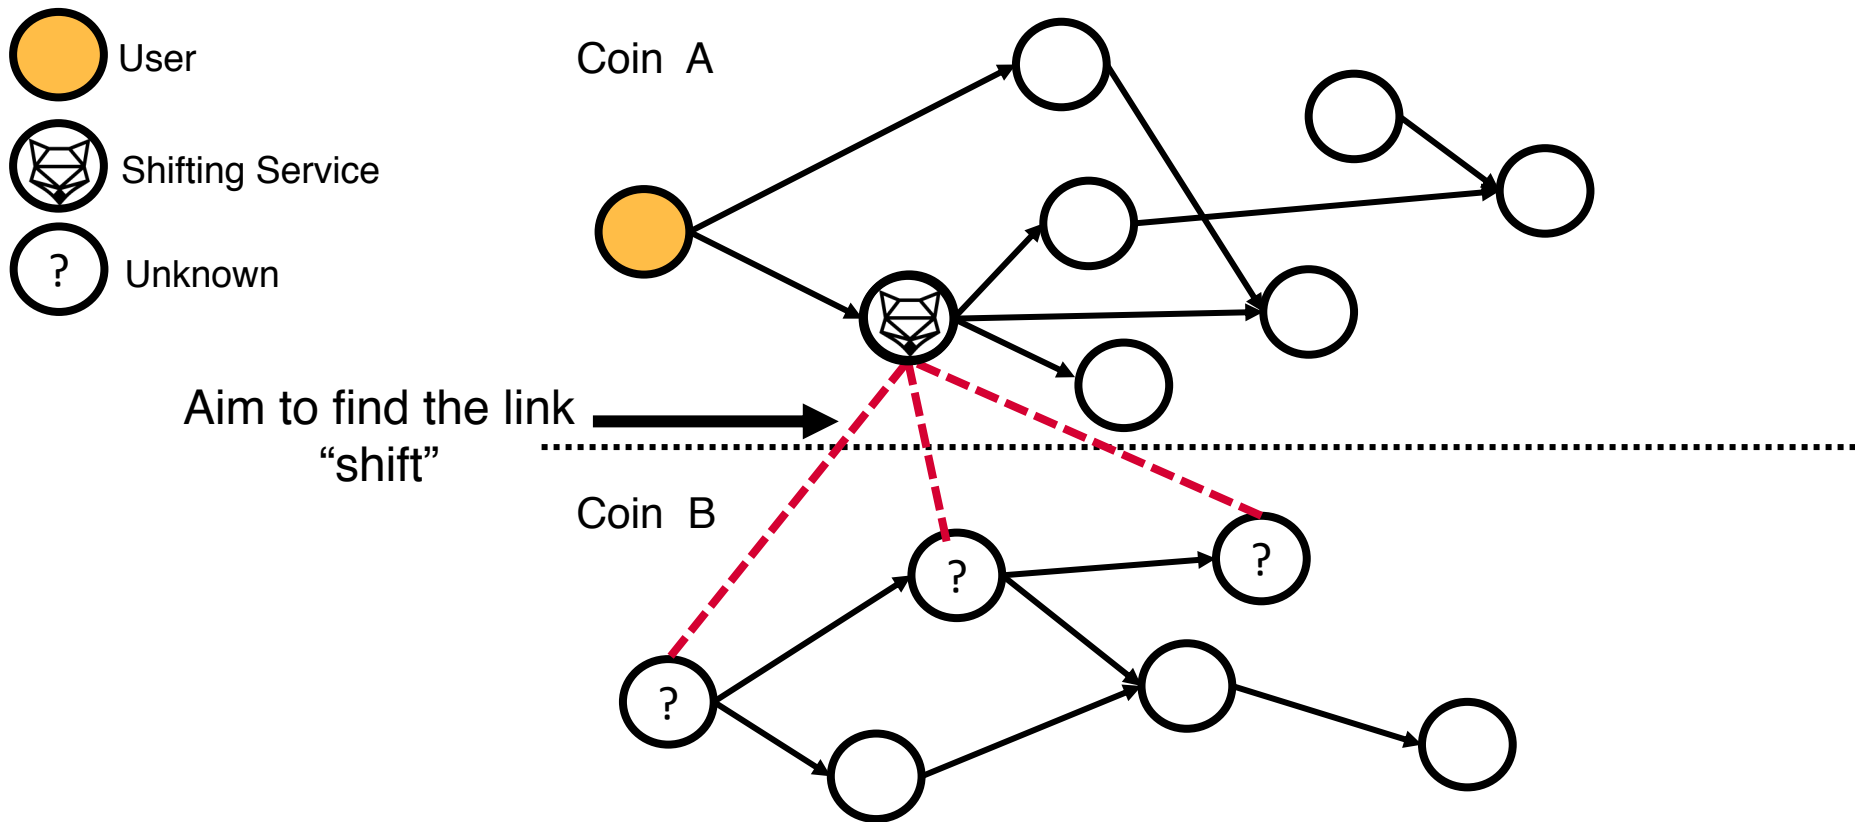 User
Shifting Service
?
Unknown
Coin A
Aim to find the link
“shift”
Coin B
?
?
?